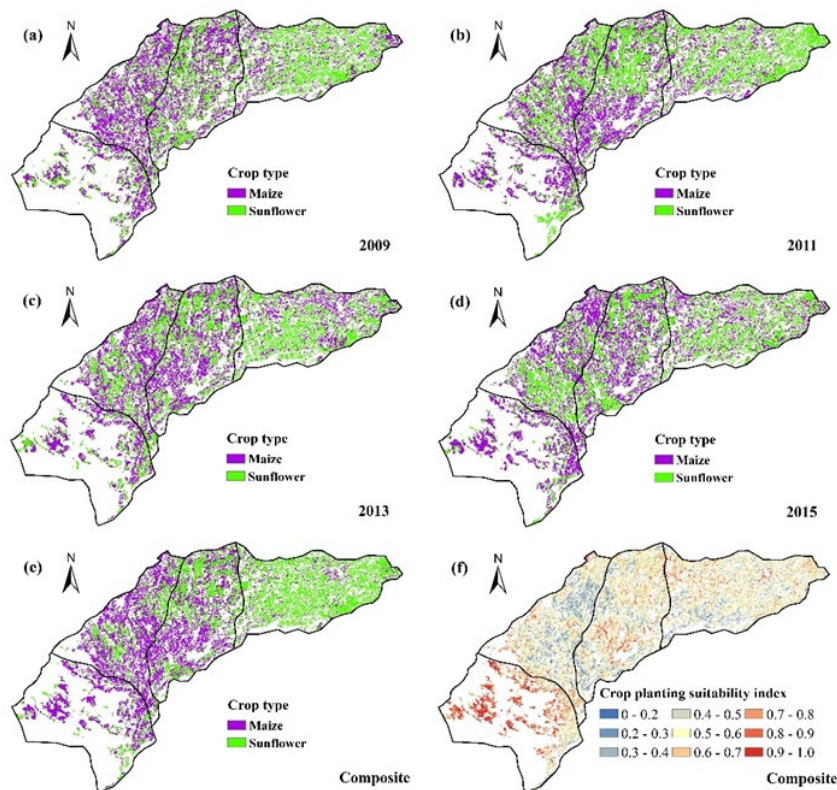 (a)
N
Crop type
Maize
Sunflower
2009
(b)
N
Crop type
Maize
Sunflower
2011
(c)
N
Crop type
Maize
Sunflower
2013
(d)
N
Crop type
Maize
Sunflower
2015
(e)
N
Crop type
Maize
Sunflower
Composite
(f)
N
Crop planting suitability index
0 - 0.2 0.4 - 0.5 0.7 - 0.8
0.2 - 0.3 0.5 - 0.6 0.8 - 0.9
0.3 - 0.4 0.6 - 0.7 0.9 - 1.0
Composite